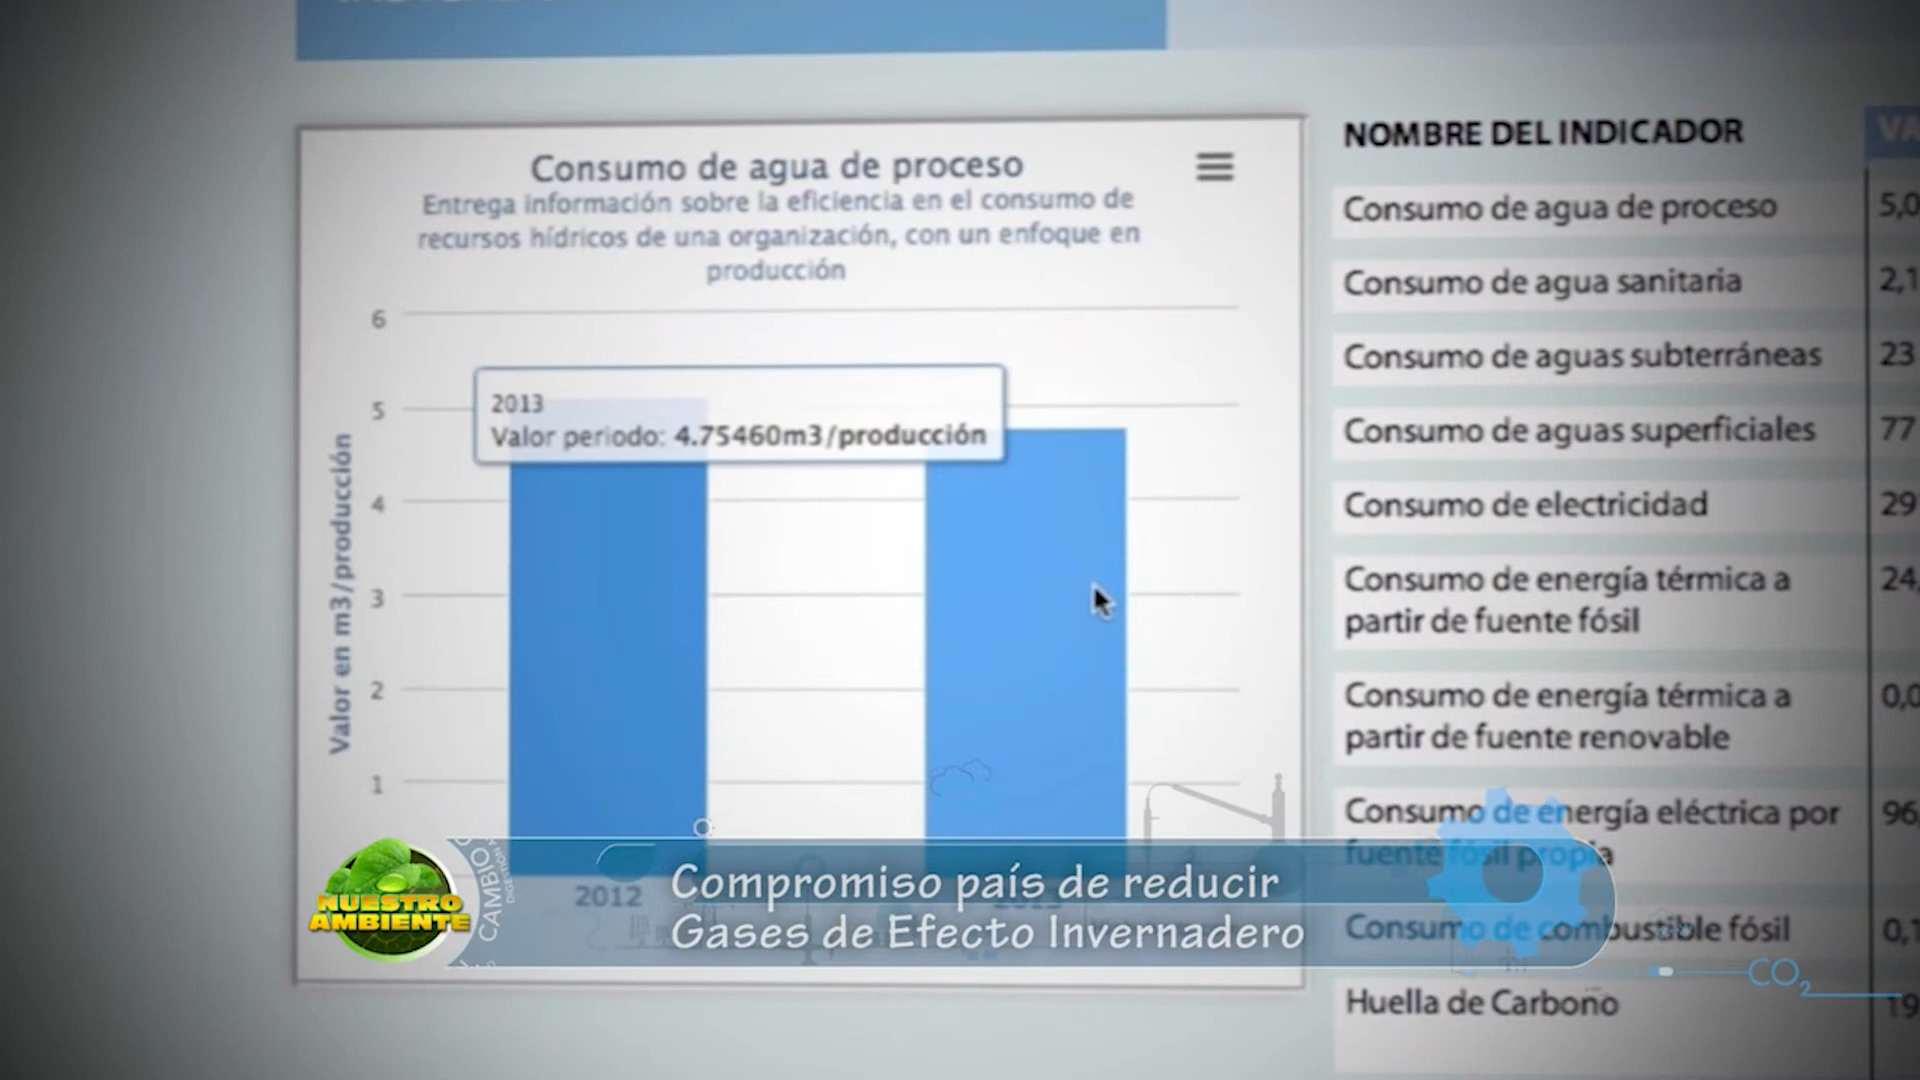 Consumo de agua de proceso
Entrega información sobre la eficiencia en el consumo de
recursos hídricos de una organización, con un enfoque en
producción
Valor en m3/producción
6
5
4
3
2
1
2013
Valor periodo: 4.75460m3/producción
2012
NOMBRE DEL INDICADOR
VA
Consumo de agua de proceso 5,0
Consumo de agua sanitaria 2,1
Consumo de aguas subterráneas 23
Consumo de aguas superficiales 77
Consumo de electricidad 29
Consumo de energía térmica a 24,
partir de fuente fósil
Consumo de energía térmica a 0,0
partir de fuente renovable
Consumo de energía eléctrica por 96,
fuente fósil propia
Consumo de combustible fósil 0,1
Huella de Carbono 19
NUESTRO
AMBIENTE
CAMBIO
Compromiso país de reducir
Gases de Efecto Invernadero
CO2